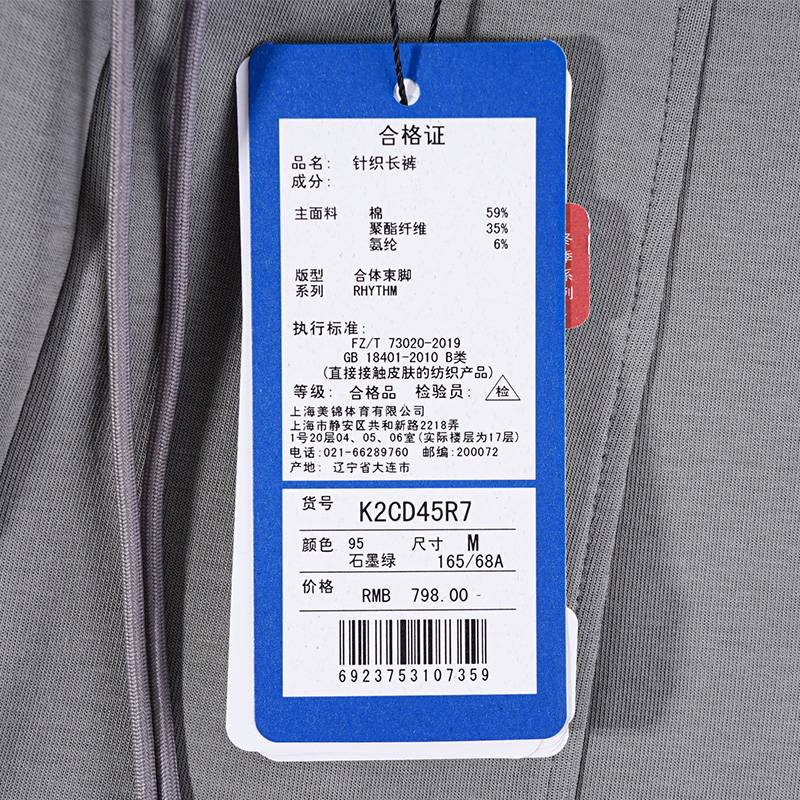 合格证
品名: 针织长裤
成分:
主面料 棉 59%
聚酯纤维 35%
氨纶 6%
版型 合体束脚
系列 RHYTHM
执行标准:
FZ/T 73020-2019
GB 18401-2010 B类
(直接接触皮肤的纺织产品)
等级: 合格品 检验员: 检
上海美锦体育有限公司
上海市静安区共和新路2218弄
1号20层04、05、06室(实际楼层为17层)
电话:021-66289760 邮编:200072
产地: 辽宁省大连市
货号 K2CD45R7
颜色 95 尺寸 M
石墨绿 165/68A
价格 RMB 798.00 -
6923753107359
冬季系列